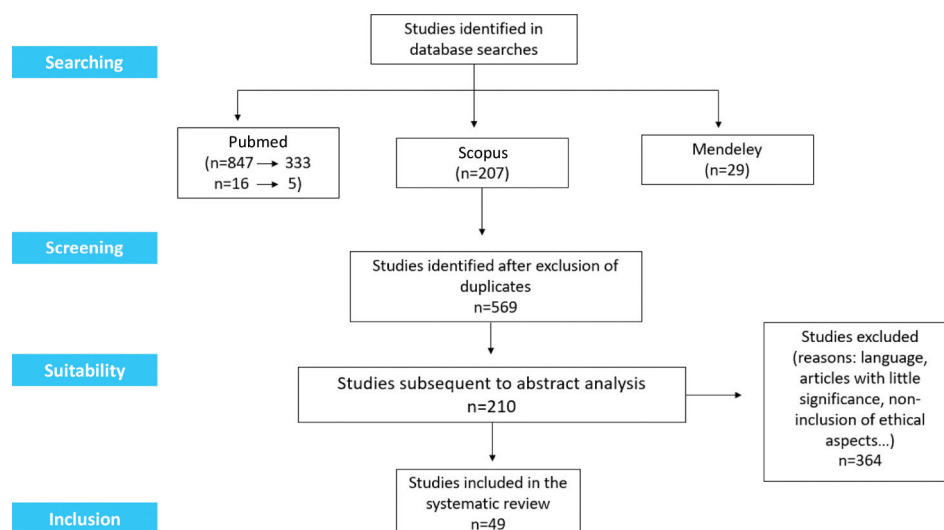 Studies identified in
database searches
Searching
Pubmed
(n=847 → 333
n=16 → 5)
Scopus
(n=207)
Mendeley
(n=29)
Screening
Studies identified after exclusion of
duplicates
n=569
Suitability
Studies subsequent to abstract analysis
n=210
Studies excluded
(reasons: language,
articles with little
significance, non-
inclusion of ethical
aspects...)
n=364
Studies included in the
systematic review
n=49
Inclusion